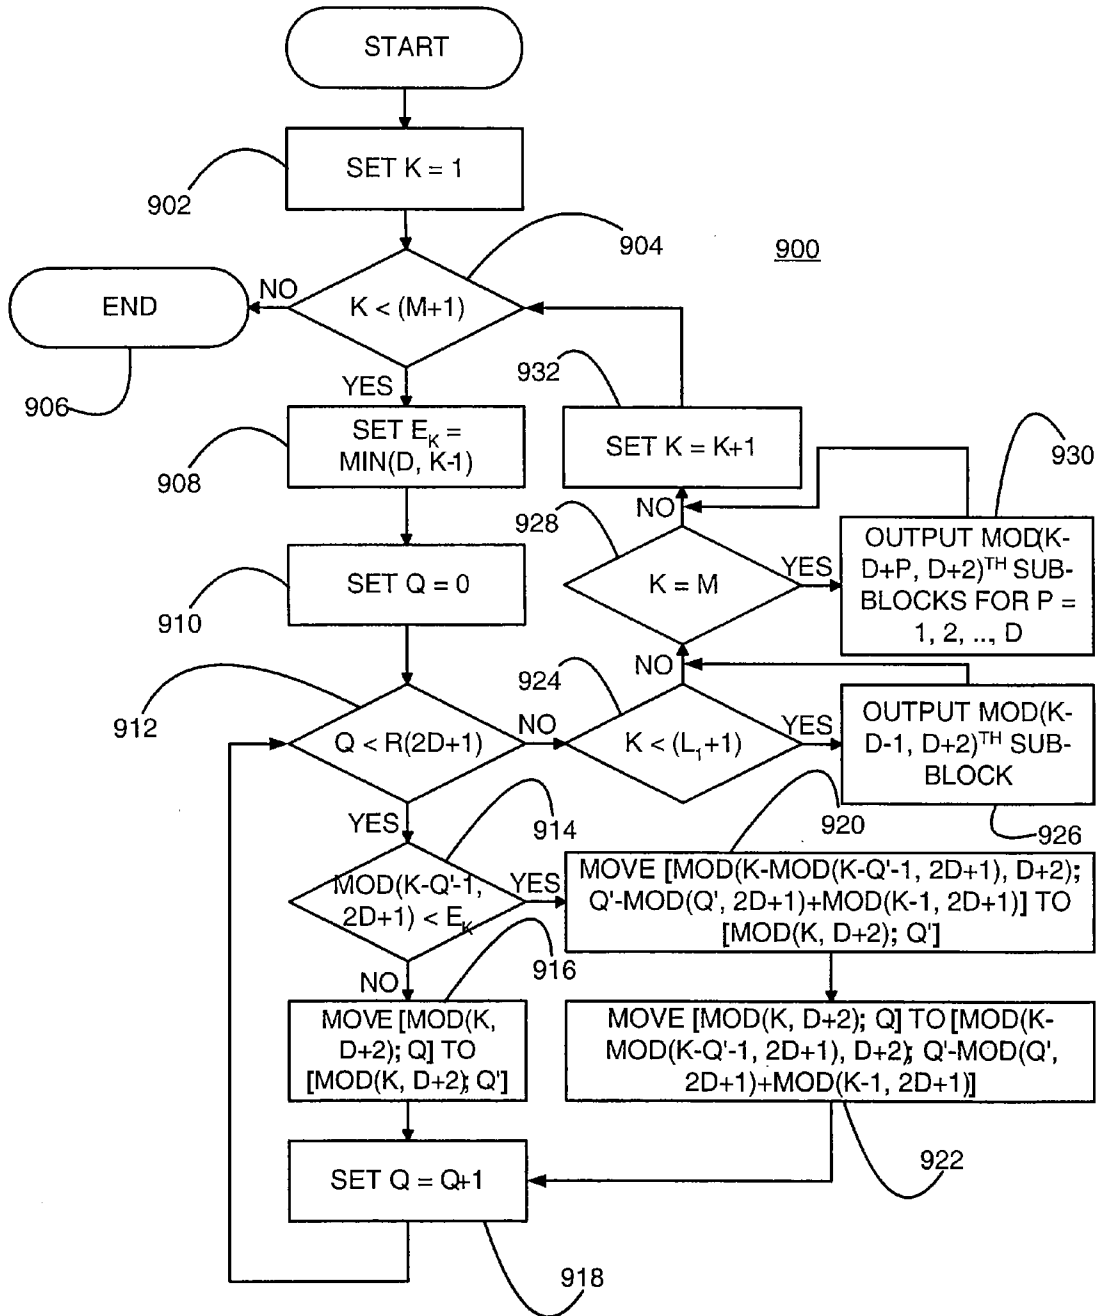 START
SET K = 1
902
904
900
K < (M+1)
NO
END
906
YES
932
SET E_K =
MIN(D, K-1)
908
SET K = K+1
930
NO
928
OUTPUT MOD(K-
D+P, D+2)^TH SUB-
BLOCKS FOR P =
1, 2, .., D
YES
K = M
SET Q = 0
910
NO
924
912
Q < R(2D+1)
NO
K < (L_1+1)
YES
OUTPUT MOD(K-
D-1, D+2)^TH SUB-
BLOCK
920
926
YES
914
MOD(K-Q'-1,
2D+1) < E_K
YES
MOVE [MOD(K-MOD(K-Q'-1, 2D+1), D+2);
Q'-MOD(Q', 2D+1)+MOD(K-1, 2D+1)] TO
[MOD(K, D+2); Q']
916
NO
MOVE [MOD(K,
D+2); Q] TO
[MOD(K, D+2); Q']
MOVE [MOD(K, D+2); Q] TO [MOD(K-
MOD(K-Q'-1, 2D+1), D+2); Q'-MOD(Q',
2D+1)+MOD(K-1, 2D+1)]
922
SET Q = Q+1
918